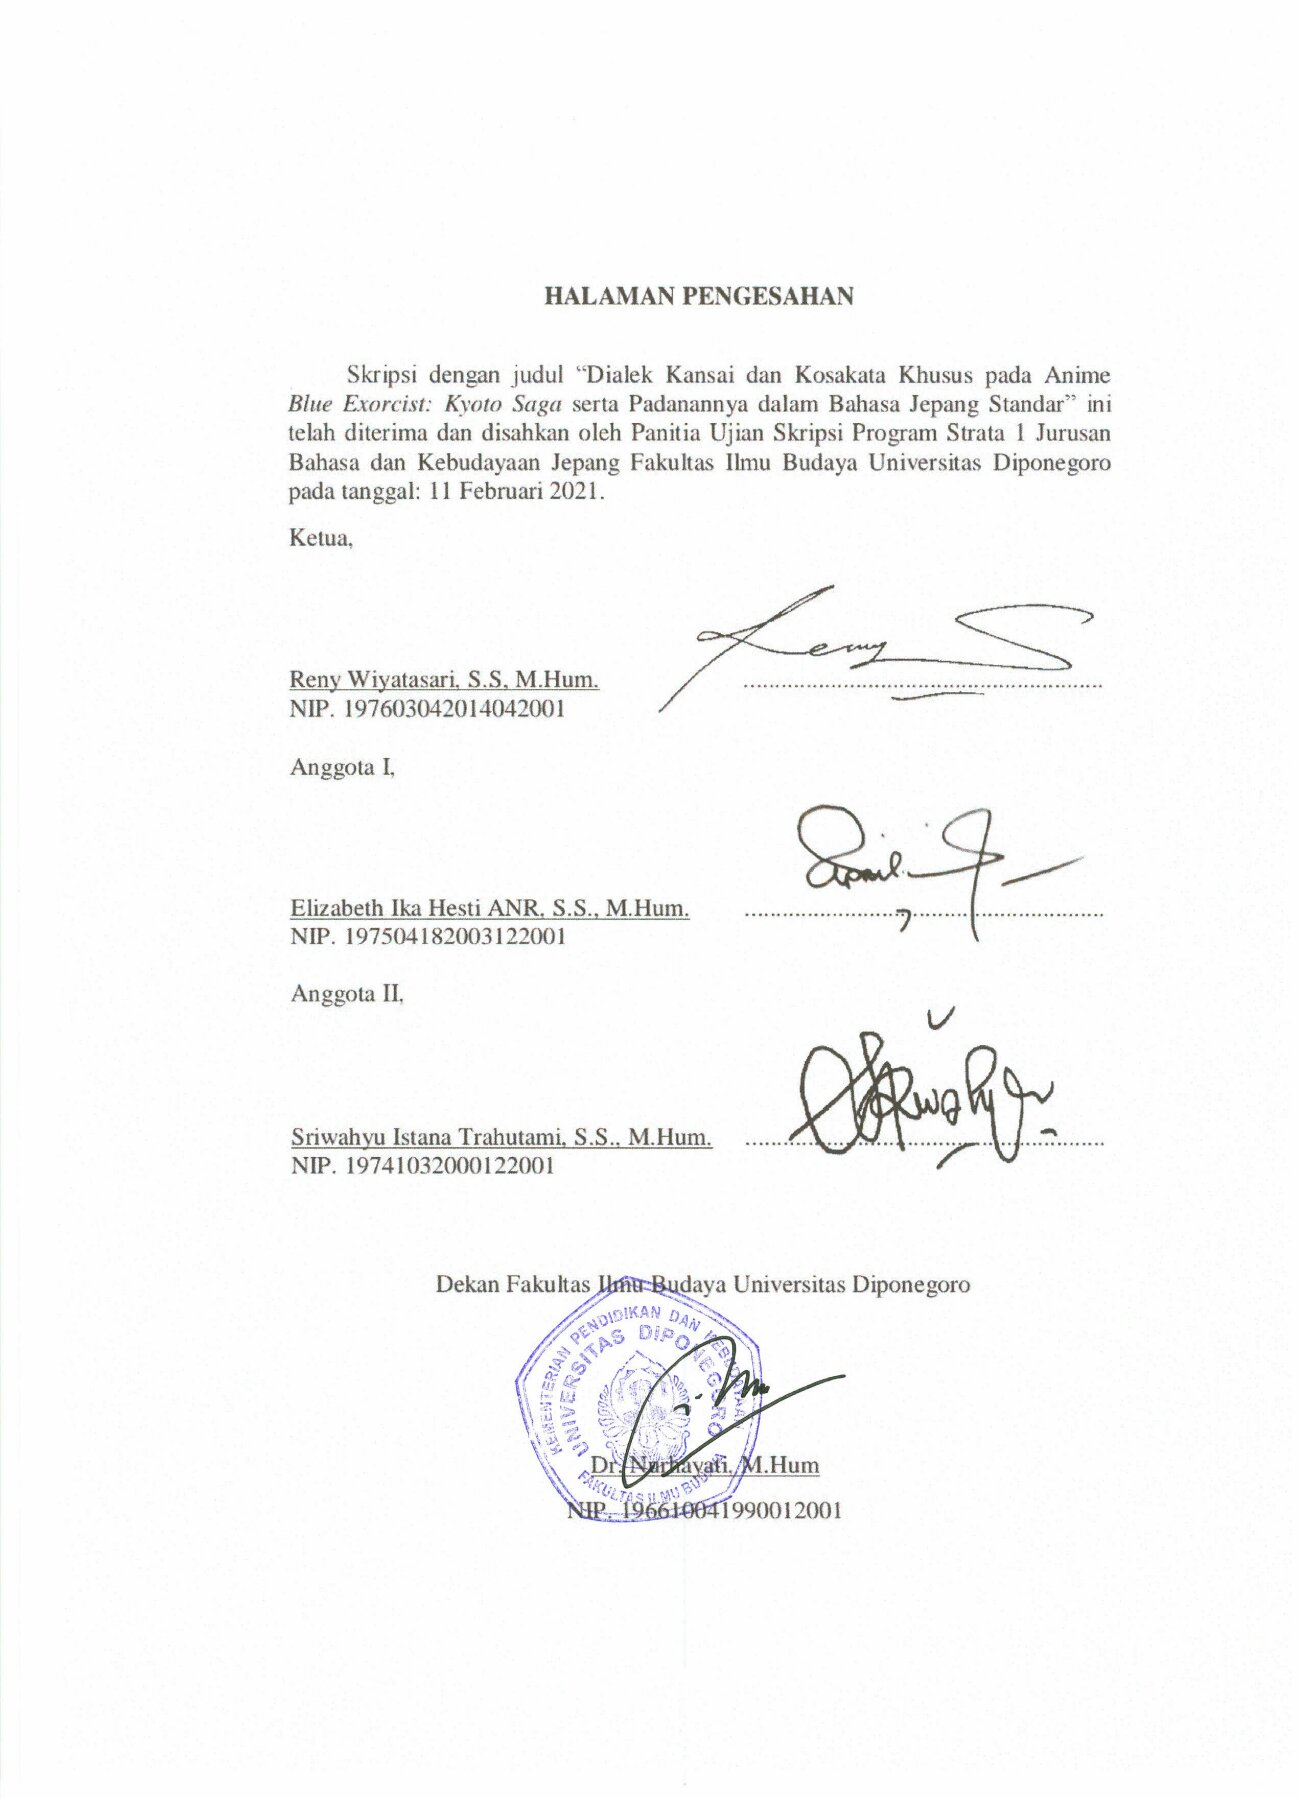 HALAMAN PENGESAHAN
Skripsi dengan judul “Dialek Kansai dan Kosakata Khusus pada Anime
Blue Exorcist: Kyoto Saga serta Padanannya dalam Bahasa Jepang Standar” ini
telah diterima dan disahkan oleh Panitia Ujian Skripsi Program Strata 1 Jurusan
Bahasa dan Kebudayaan Jepang Fakultas Ilmu Budaya Universitas Diponegoro
pada tanggal: 11 Februari 2021.
Ketua,
Reny Wiyatasari, S.S, M.Hum.
NIP. 197603042014042001
Anggota I,
Elizabeth Ika Hesti ANR, S.S., M.Hum.
NIP. 197504182003122001
Anggota II,
Sriwahyu Istana Trahutami, S.S., M.Hum.
NIP. 19741032000122001
Dekan Fakultas Ilmu Budaya Universitas Diponegoro
KEMENTERIAN PENDIDIKAN DAN KEBUDAYAAN
UNIVERSITAS DIPONEGORO
FAKULTAS ILMU BUDAYA
Dr. Nurhayati, M.Hum
NIP. 196610041990012001